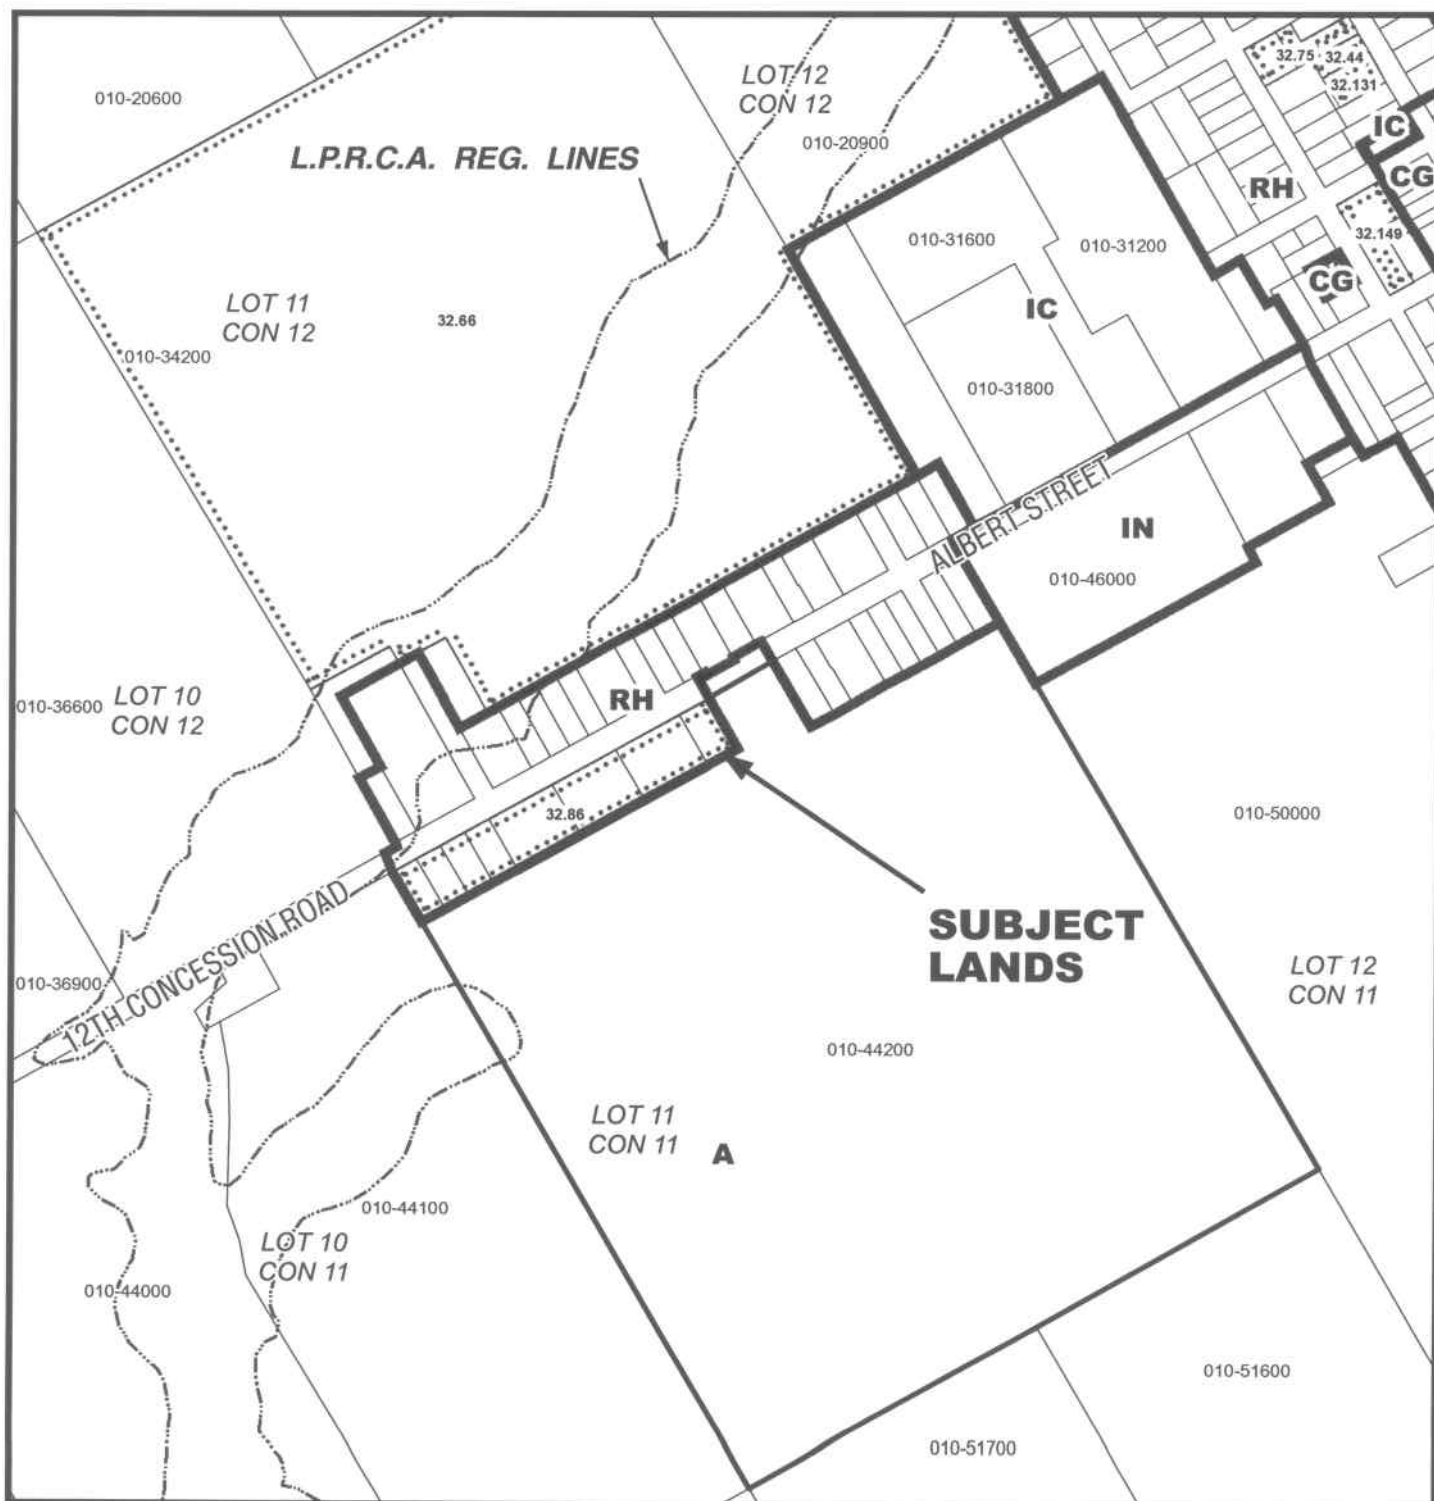 010-20600
LOT 12
CON 12
010-20900
L.P.R.C.A. REG. LINES
32.75
32.44
32.131
IC
CG
RH
32.149
CG
010-31600
010-31200
IC
010-31800
LOT 11
CON 12
32.66
010-34200
ALBERT STREET
IN
010-46000
010-36600
LOT 10
CON 12
RH
32.86
010-50000
SUBJECT
LANDS
12TH CONCESSION ROAD
010-36900
LOT 12
CON 11
010-44200
LOT 11
CON 11
A
010-44100
LOT 10
CON 11
010-44000
010-51600
010-51700